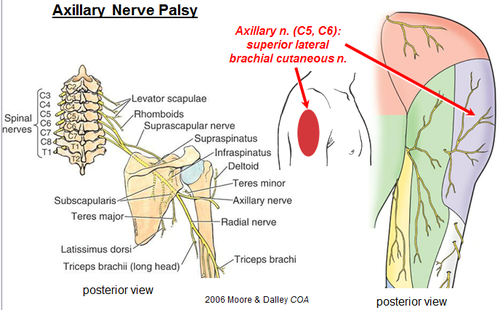 Axillary Nerve Palsy
Axillary n. (C5, C6):
superior lateral
brachial cutaneous n.
Spinal
nerves
C3
C4
C5
C6
C7
C8
T1
C7
T1
T2
Levator scapulae
Rhomboids
Suprascapular nerve
Supraspinatus
Infraspinatus
Deltoid
Teres minor
Axillary nerve
Radial nerve
Subscapularis
Teres major
Latissimus dorsi
Triceps brachii (long head)
Triceps brachi
posterior view
2006 Moore & Dalley COA
posterior view